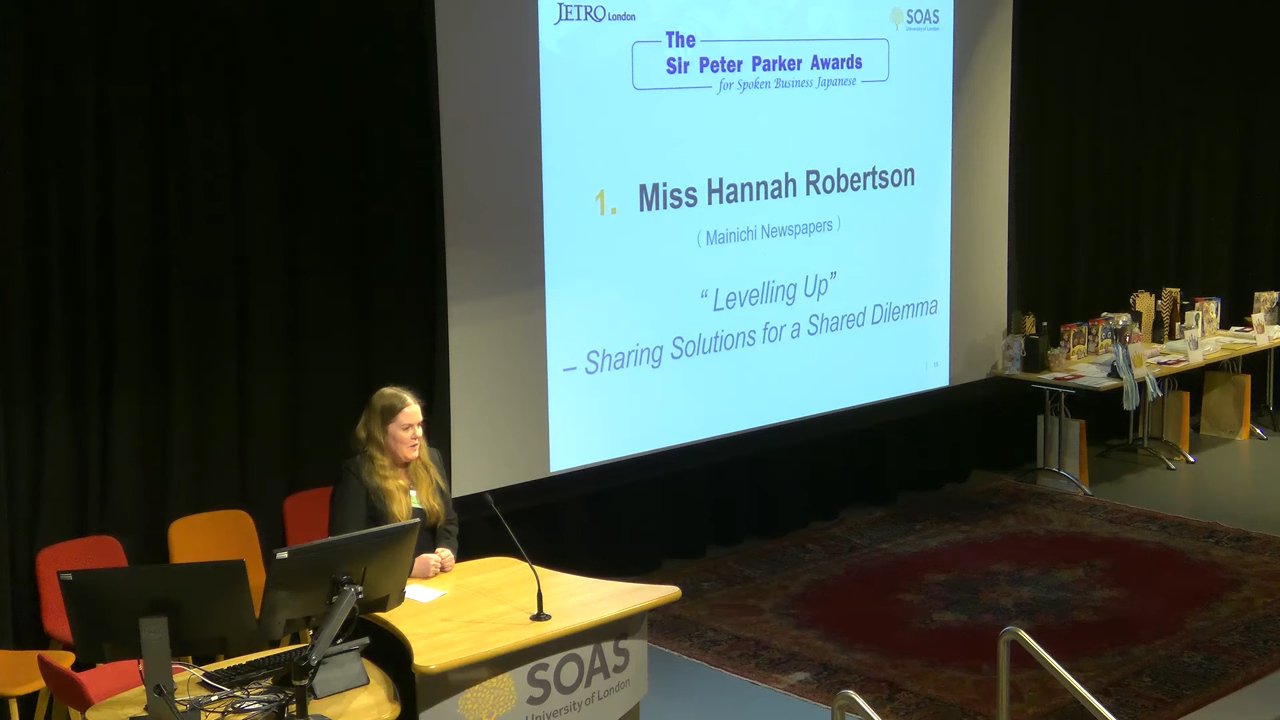 JETRO London
SOAS
University of London
The
Sir Peter Parker Awards
for Spoken Business Japanese
1. Miss Hannah Robertson
( Mainichi Newspapers )
“ Levelling Up”
– Sharing Solutions for a Shared Dilemma
SOAS
University of London